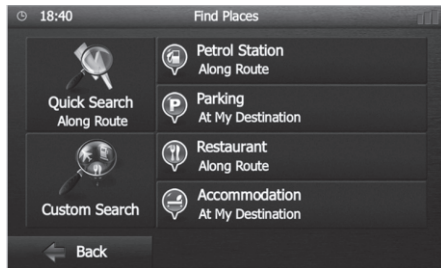 18:40 Find Places
Quick Search
Along Route
Custom Search
Petrol Station
Along Route
P Parking
At My Destination
Restaurant
Along Route
Accommodation
At My Destination
Back